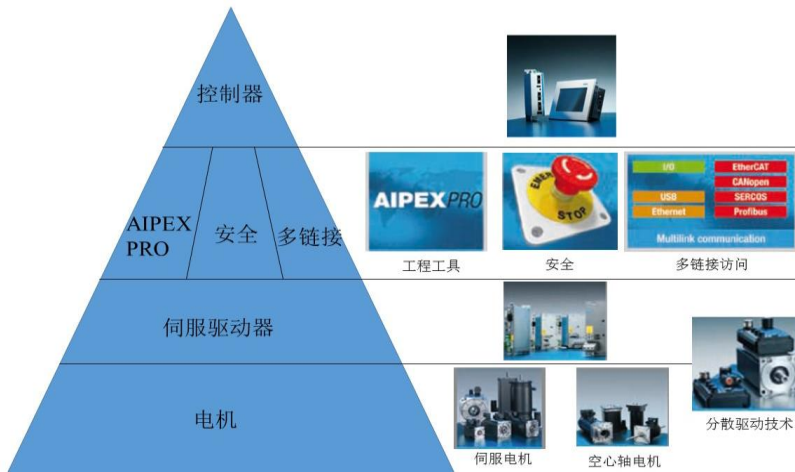 控制器
AIPEX
PRO
安全
多链接
AIPEX PRO
EMER
STOP
I/O
EtherCAT
CANopen
USB
SERCOS
Ethernet
Profibus
Multilink communication
工程工具
安全
多链接访问
伺服驱动器
电机
伺服电机
空心轴电机
分散驱动技术